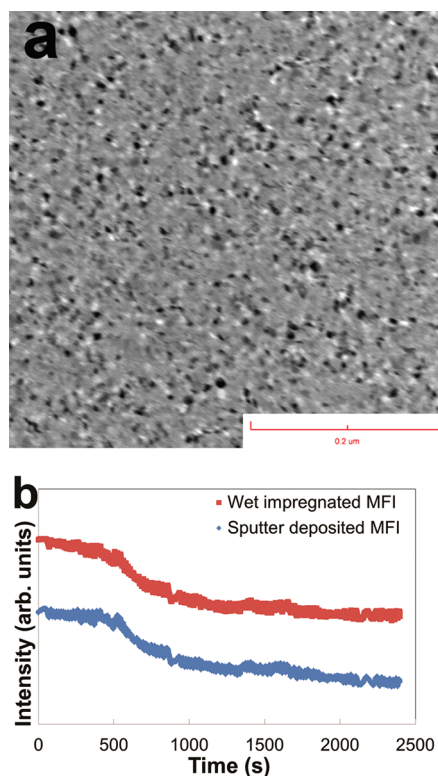 a
0.2 um
b
Wet impregnated MFI
Sputter deposited MFI
Intensity (arb. units)
0 500 1000 1500 2000 2500
Time (s)